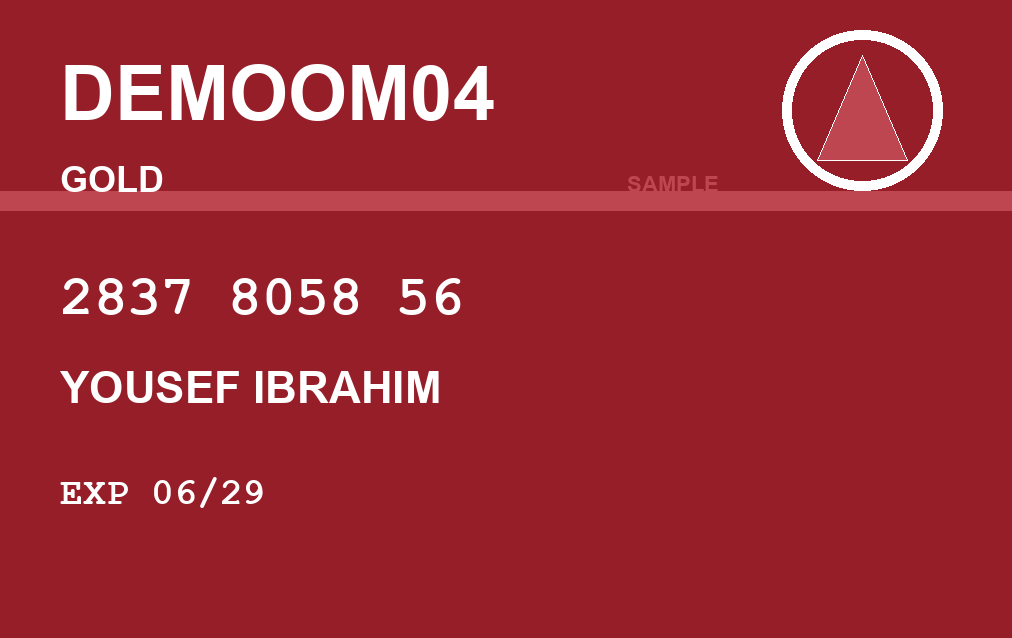 DEMOOM04
GOLD
SAMPLE
2837 8058 56
YOUSEF IBRAHIM
EXP 06/29